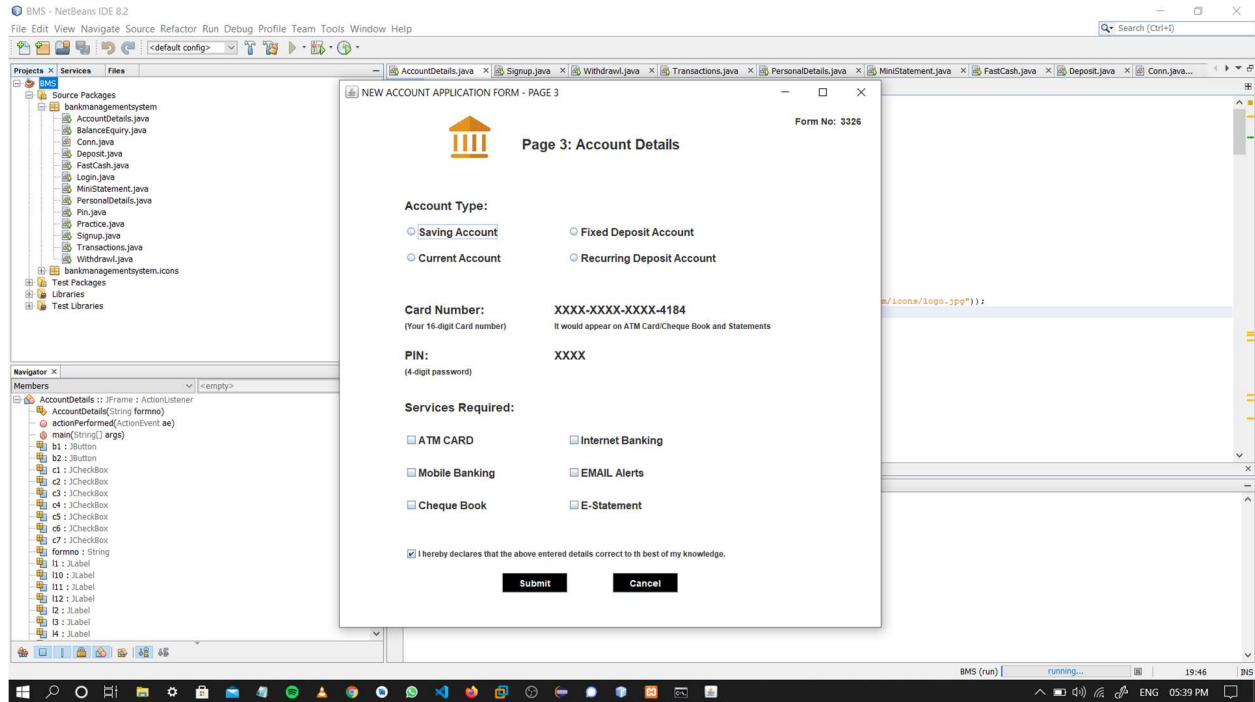 BMS - NetBeans IDE 8.2
File Edit View Navigate Source Refactor Run Debug Profile Team Tools Window Help
Search (Ctrl+I)
<default config>
Projects Services Files
AccountDetails.java Signup.java Withdrawl.java Transactions.java PersonalDetails.java MiniStatement.java FastCash.java Deposit.java Conn.java...
BMS
Source Packages
bankmanagementsystem
AccountDetails.java
BalanceEquiry.java
Conn.java
Deposit.java
FastCash.java
Login.java
MiniStatement.java
PersonalDetails.java
Pin.java
Practice.java
Signup.java
Transactions.java
Withdrawl.java
bankmanagementsystem.icons
Test Packages
Libraries
Test Libraries
Navigator
Members <empty>
AccountDetails :: JFrame : ActionListener
AccountDetails(String formno)
actionPerformed(ActionEvent ae)
main(String[] args)
b1 : JButton
b2 : JButton
c1 : JCheckBox
c2 : JCheckBox
c3 : JCheckBox
c4 : JCheckBox
c5 : JCheckBox
c6 : JCheckBox
c7 : JCheckBox
formno : String
l1 : JLabel
l10 : JLabel
l11 : JLabel
l12 : JLabel
l2 : JLabel
l3 : JLabel
l4 : JLabel
NEW ACCOUNT APPLICATION FORM - PAGE 3
Form No: 3326
Page 3: Account Details
Account Type:
Saving Account Fixed Deposit Account
Current Account Recurring Deposit Account
Card Number: XXXX-XXXX-XXXX-4184
(Your 16-digit Card number) It would appear on ATM Card/Cheque Book and Statements
PIN: XXXX
(4-digit password)
Services Required:
ATM CARD Internet Banking
Mobile Banking EMAIL Alerts
Cheque Book E-Statement
I hereby declares that the above entered details correct to th best of my knowledge.
Submit Cancel
m/icons/logo.jpg"));
BMS (run) running... 19:46 INS
ENG 05:39 PM